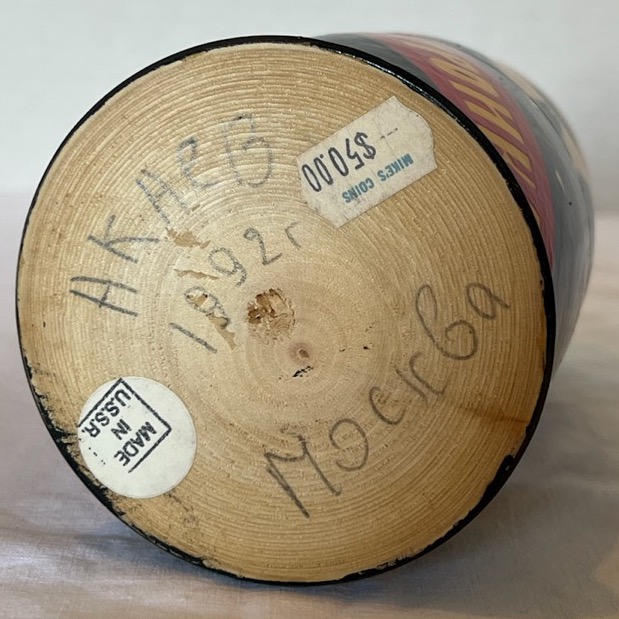 АКАЕВ
1992г
Москва
MIKE'S COINS
$50.00
MADE
IN
U.S.S.R.